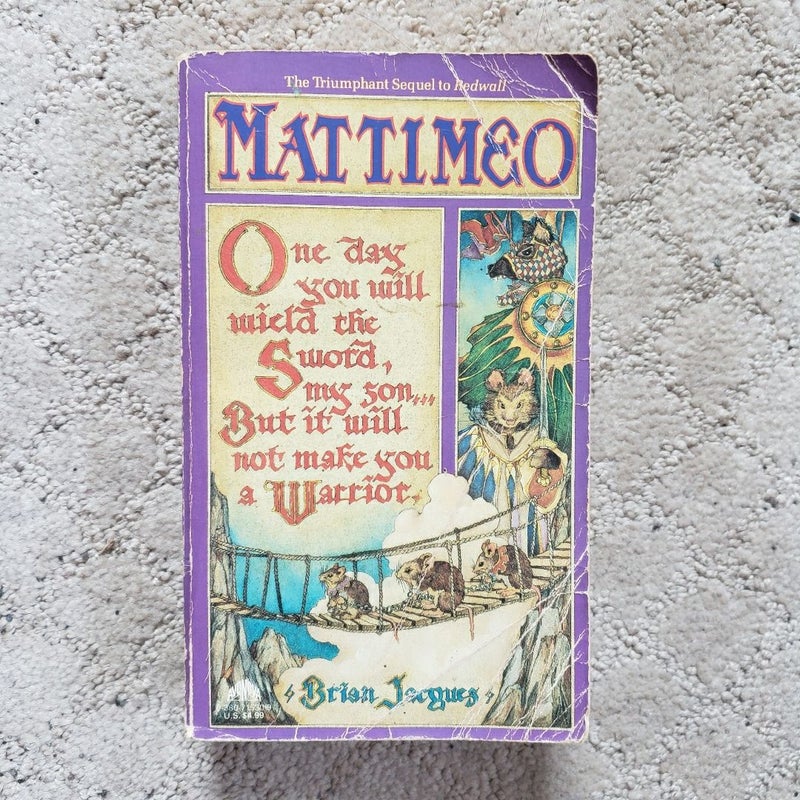 The Triumphant Sequel to Redwall
MATTIMEO
One day
you will
wield the
Sword,
my son...
But it will
not make you
a Warrior.
Brian Jacques
U.S. $4.99